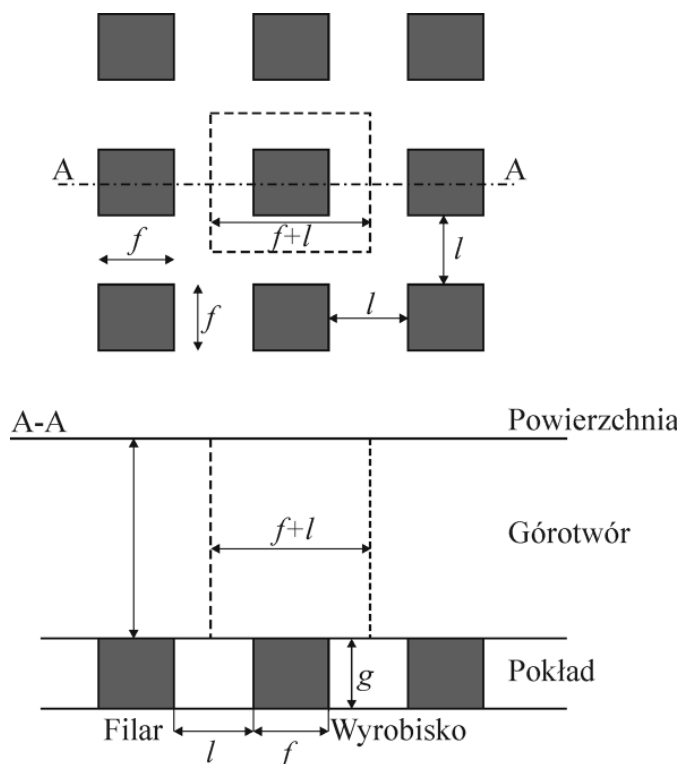 A A
f+l
f
l
f
l
A-A
Powierzchnia
f+l
Górotwór
g
Pokład
Filar
Wyrobisko
l
f